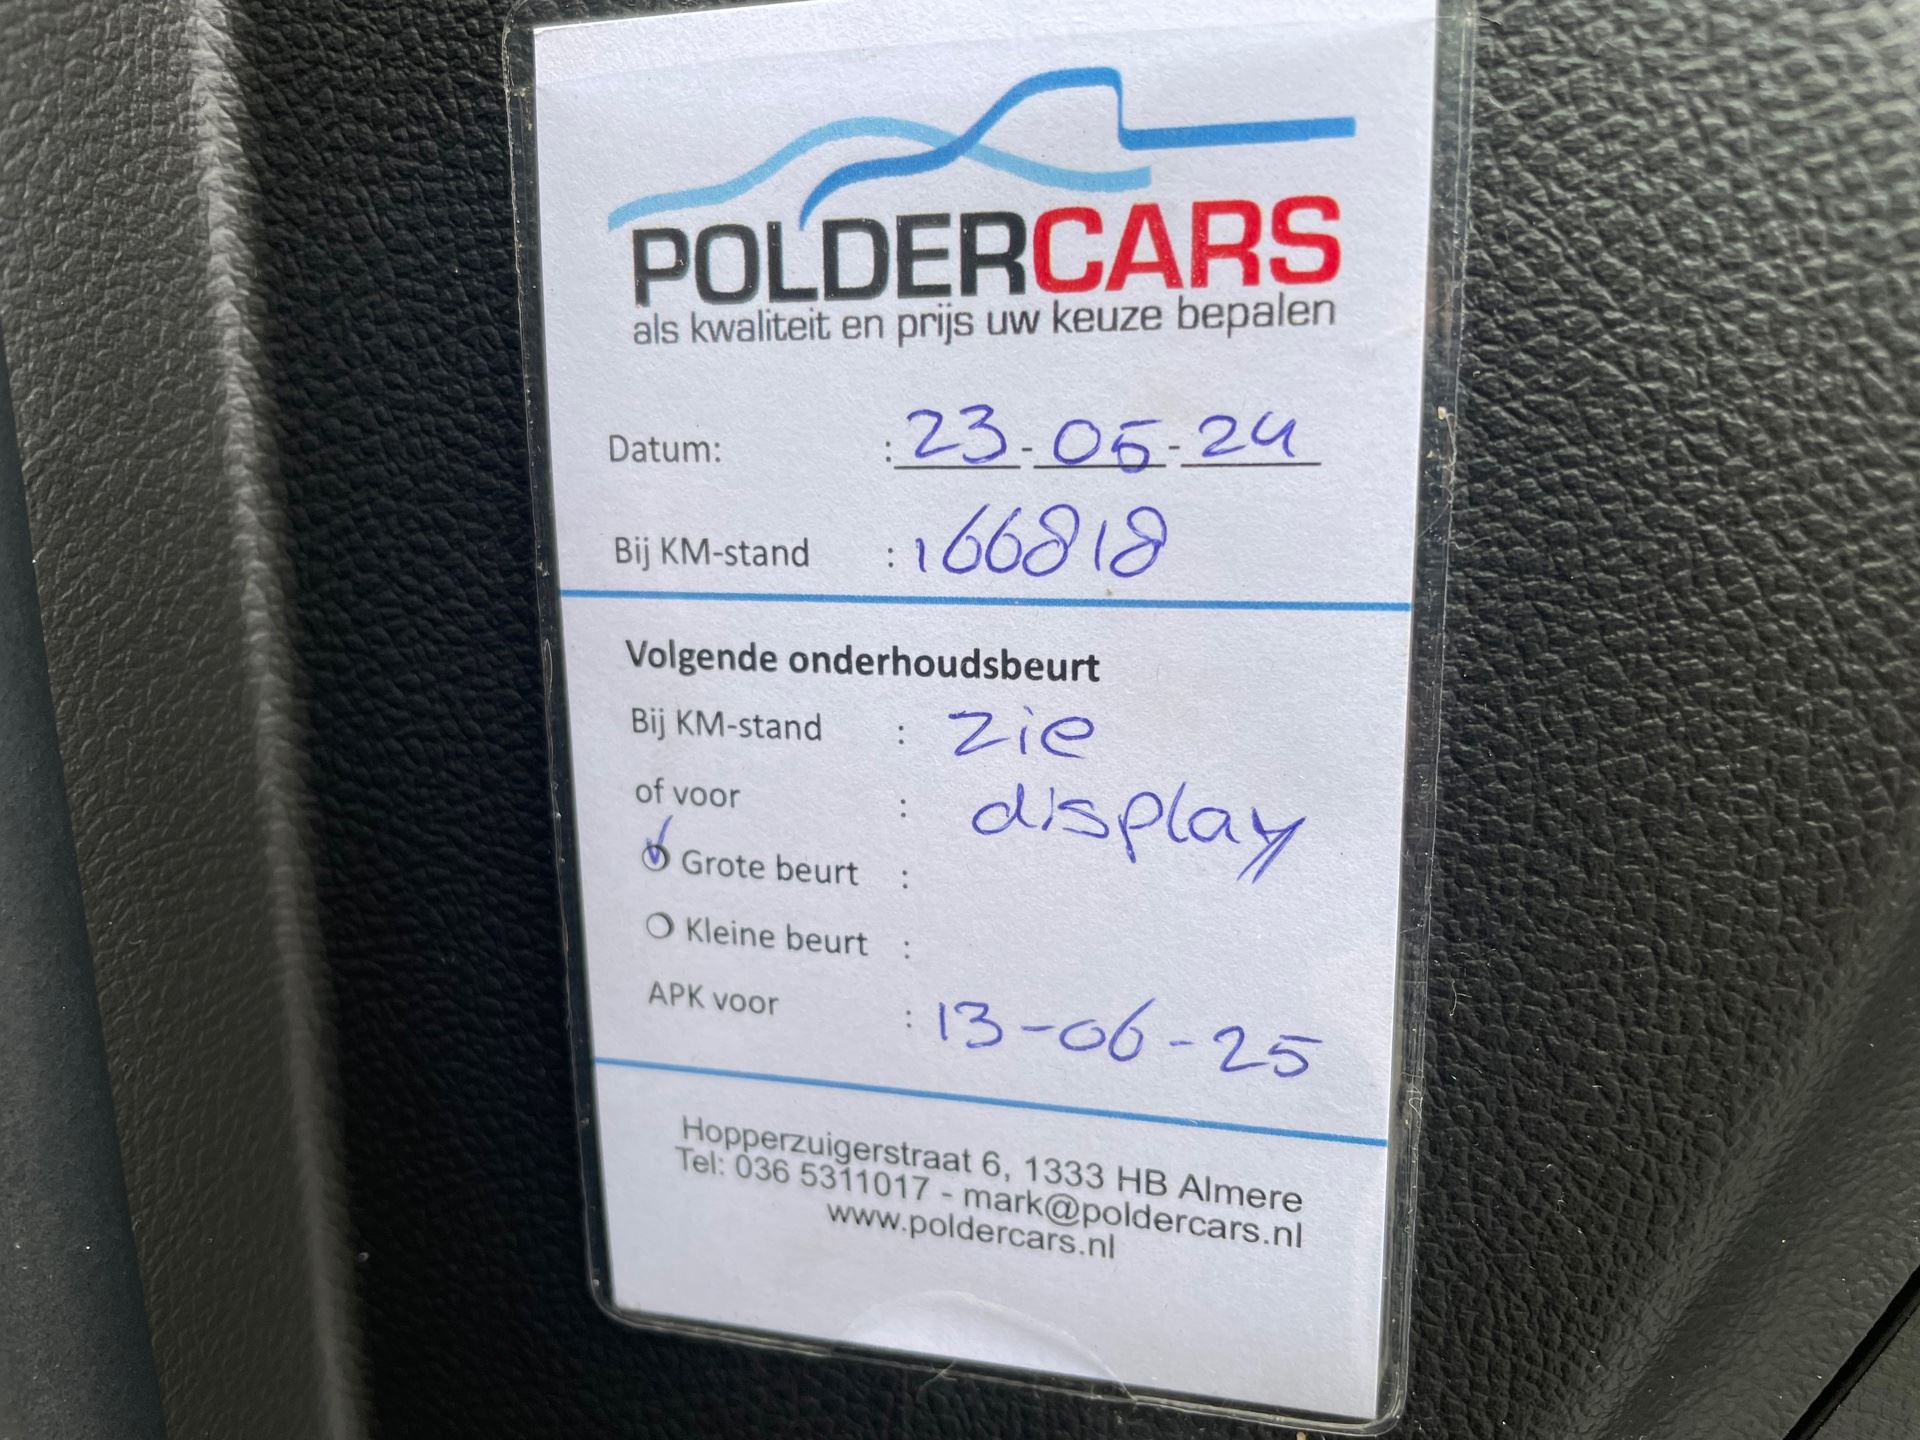 POLDERCARS
als kwaliteit en prijs uw keuze bepalen
Datum: : 23-05-24
Bij KM-stand : 166818
Volgende onderhoudsbeurt
Bij KM-stand : zie
of voor : display
Grote beurt :
Kleine beurt :
APK voor : 13-06-25
Hopperzuigerstraat 6, 1333 HB Almere
Tel: 036 5311017 - mark@poldercars.nl
www.poldercars.nl